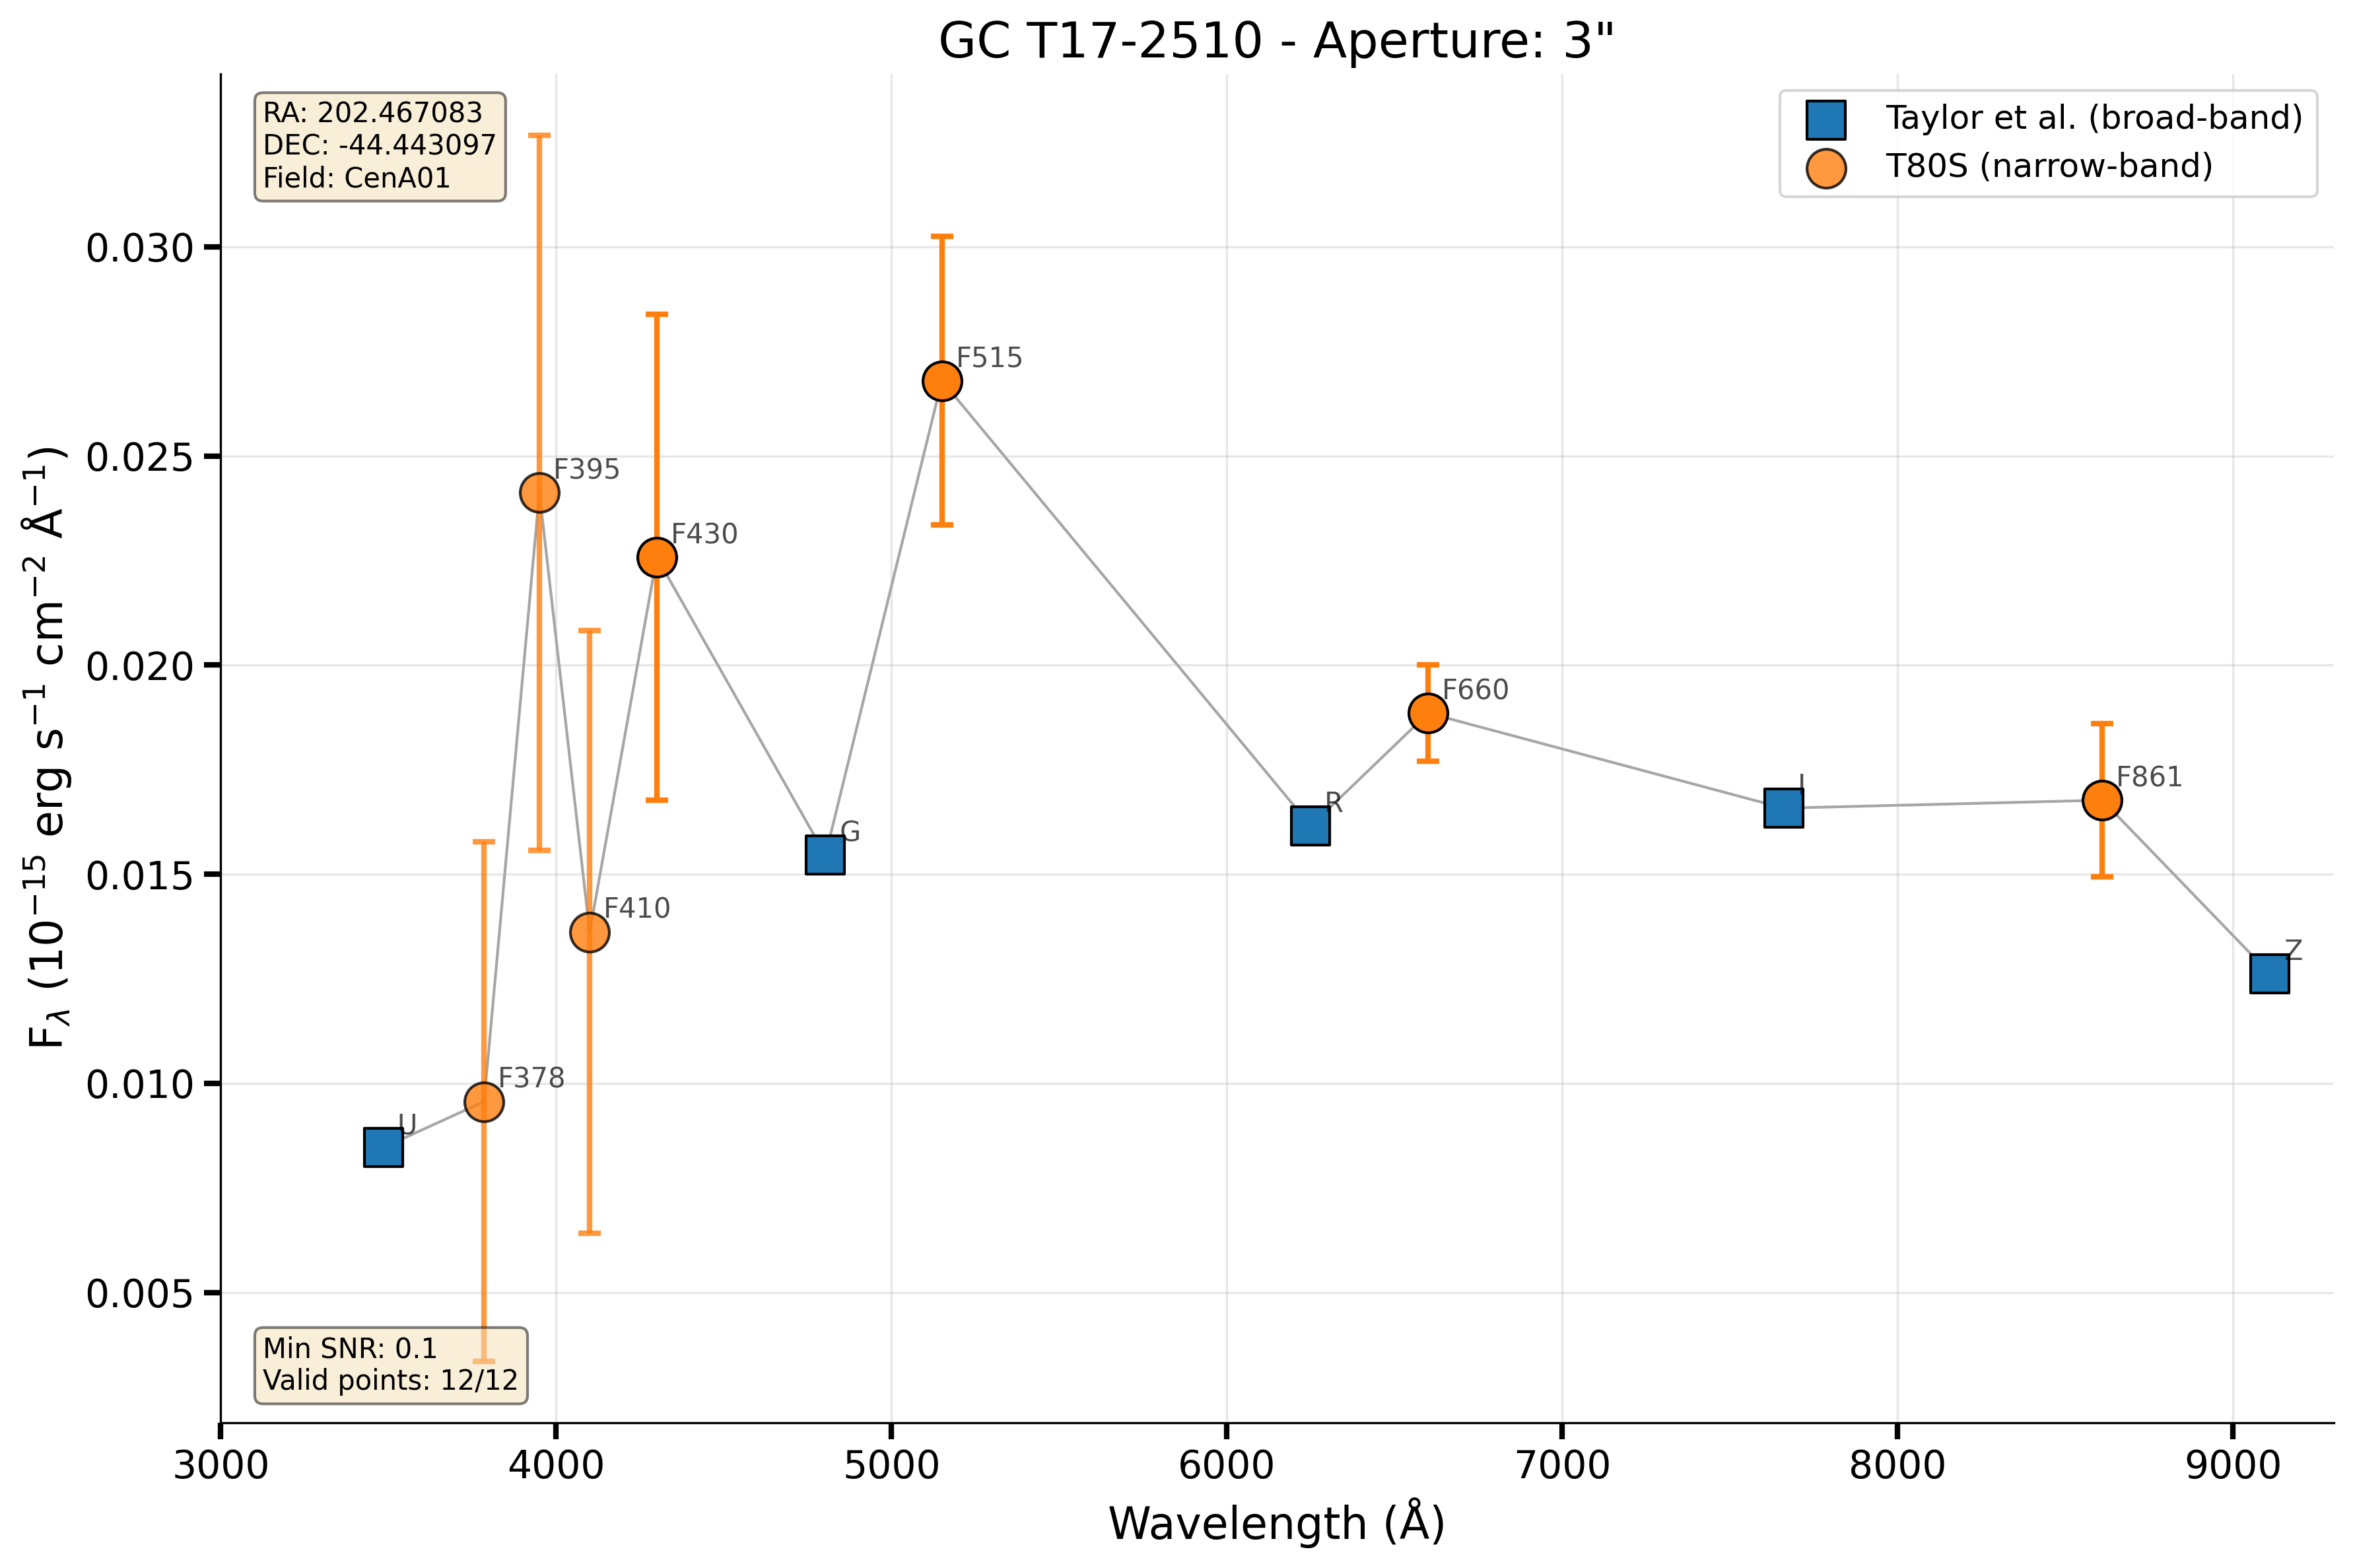 GC T17-2510 - Aperture: 3"
RA: 202.467083
DEC: -44.443097
Field: CenA01
Taylor et al. (broad-band)
T80S (narrow-band)
F515
F395
F430
F660
F861
I
R
G
F410
Z
F378
U
Min SNR: 0.1
Valid points: 12/12
0.030
0.025
0.020
0.015
0.010
0.005
F_λ (10⁻¹⁵ erg s⁻¹ cm⁻² Å⁻¹)
3000 4000 5000 6000 7000 8000 9000
Wavelength (Å)